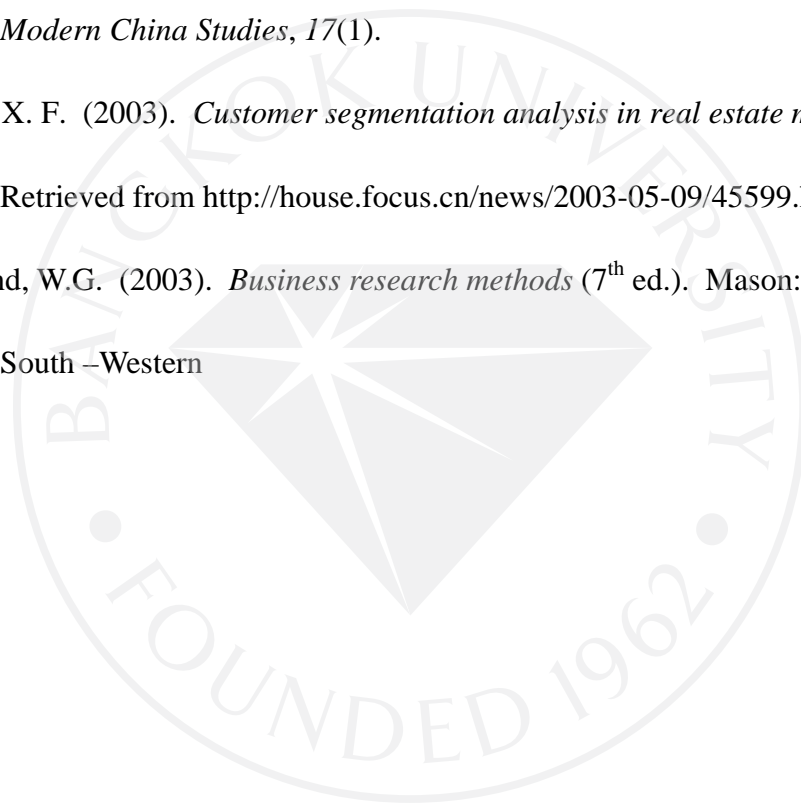 Modern China Studies, 17(1).
X. F. (2003). Customer segmentation analysis in real estate
Retrieved from http://house.focus.cn/news/2003-05-09/45599.
nd, W.G. (2003). Business research methods (7th ed.). Mason:
South –Western
BANGKOK UNIVERSITY
• FOUNDED 1962 •